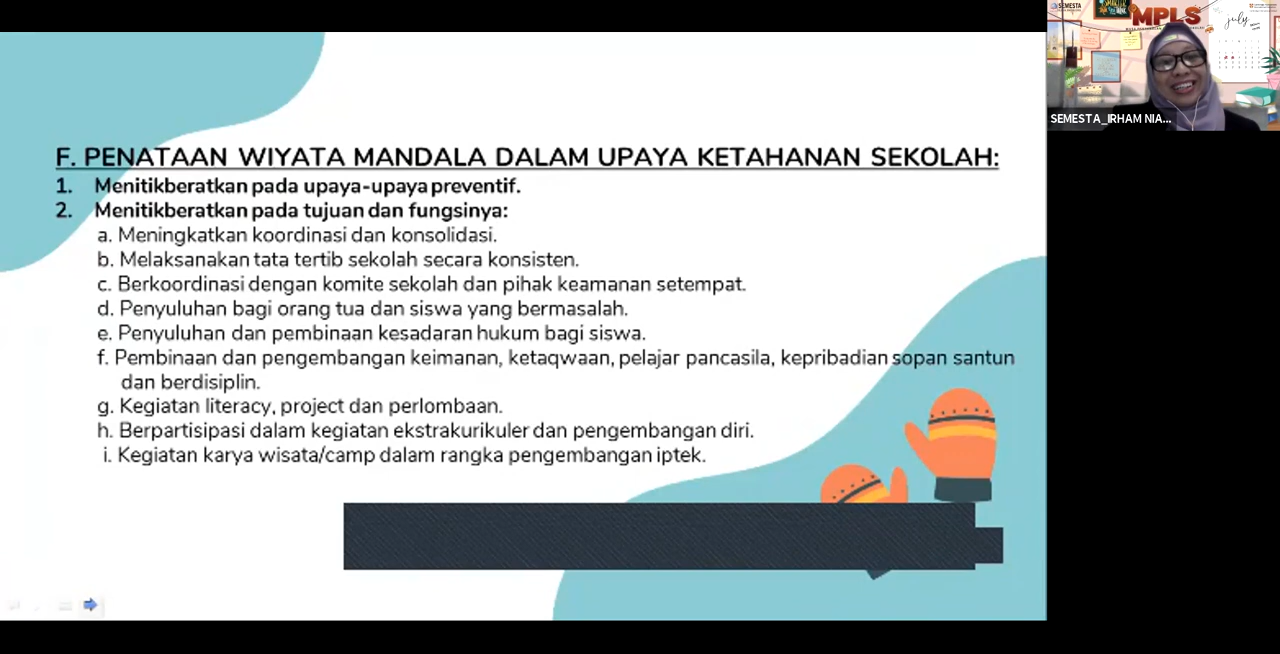 F. PENATAAN WIYATA MANDALA DALAM UPAYA KETAHANAN SEKOLAH:
1. Menitikberatkan pada upaya-upaya preventif.
2. Menitikberatkan pada tujuan dan fungsinya:
a. Meningkatkan koordinasi dan konsolidasi.
b. Melaksanakan tata tertib sekolah secara konsisten.
c. Berkoordinasi dengan komite sekolah dan pihak keamanan setempat.
d. Penyuluhan bagi orang tua dan siswa yang bermasalah.
e. Penyuluhan dan pembinaan kesadaran hukum bagi siswa.
f. Pembinaan dan pengembangan keimanan, ketaqwaan, pelajar pancasila, kepribadian sopan santun
dan berdisiplin.
g. Kegiatan literacy, project dan perlombaan.
h. Berpartisipasi dalam kegiatan ekstrakurikuler dan pengembangan diri.
i. Kegiatan karya wisata/camp dalam rangka pengembangan iptek.
SEMESTA
MPLS
july
SEMESTA_IRHAM NIA...